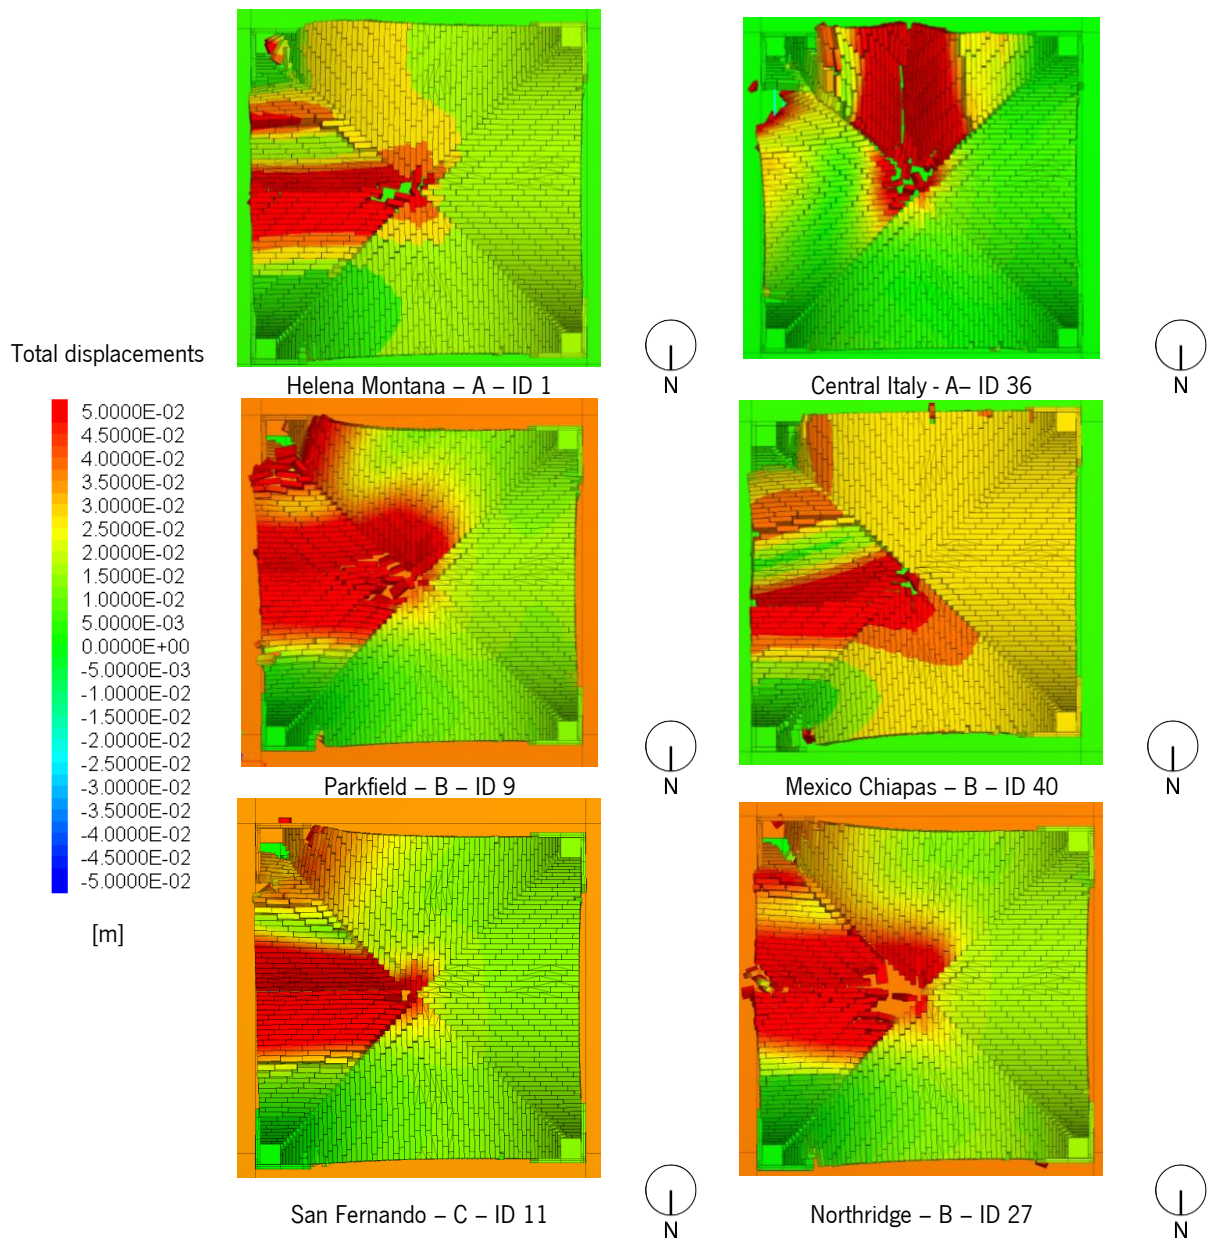 Total displacements
5.0000E-02
4.5000E-02
4.0000E-02
3.5000E-02
3.0000E-02
2.5000E-02
2.0000E-02
1.5000E-02
1.0000E-02
5.0000E-03
0.0000E+00
-5.0000E-03
-1.0000E-02
-1.5000E-02
-2.0000E-02
-2.5000E-02
-3.0000E-02
-3.5000E-02
-4.0000E-02
-4.5000E-02
-5.0000E-02
[m]
N
Helena Montana – A – ID 1
N
Central Italy - A– ID 36
N
Parkfield – B – ID 9
N
Mexico Chiapas – B – ID 40
N
San Fernando – C – ID 11
N
Northridge – B – ID 27